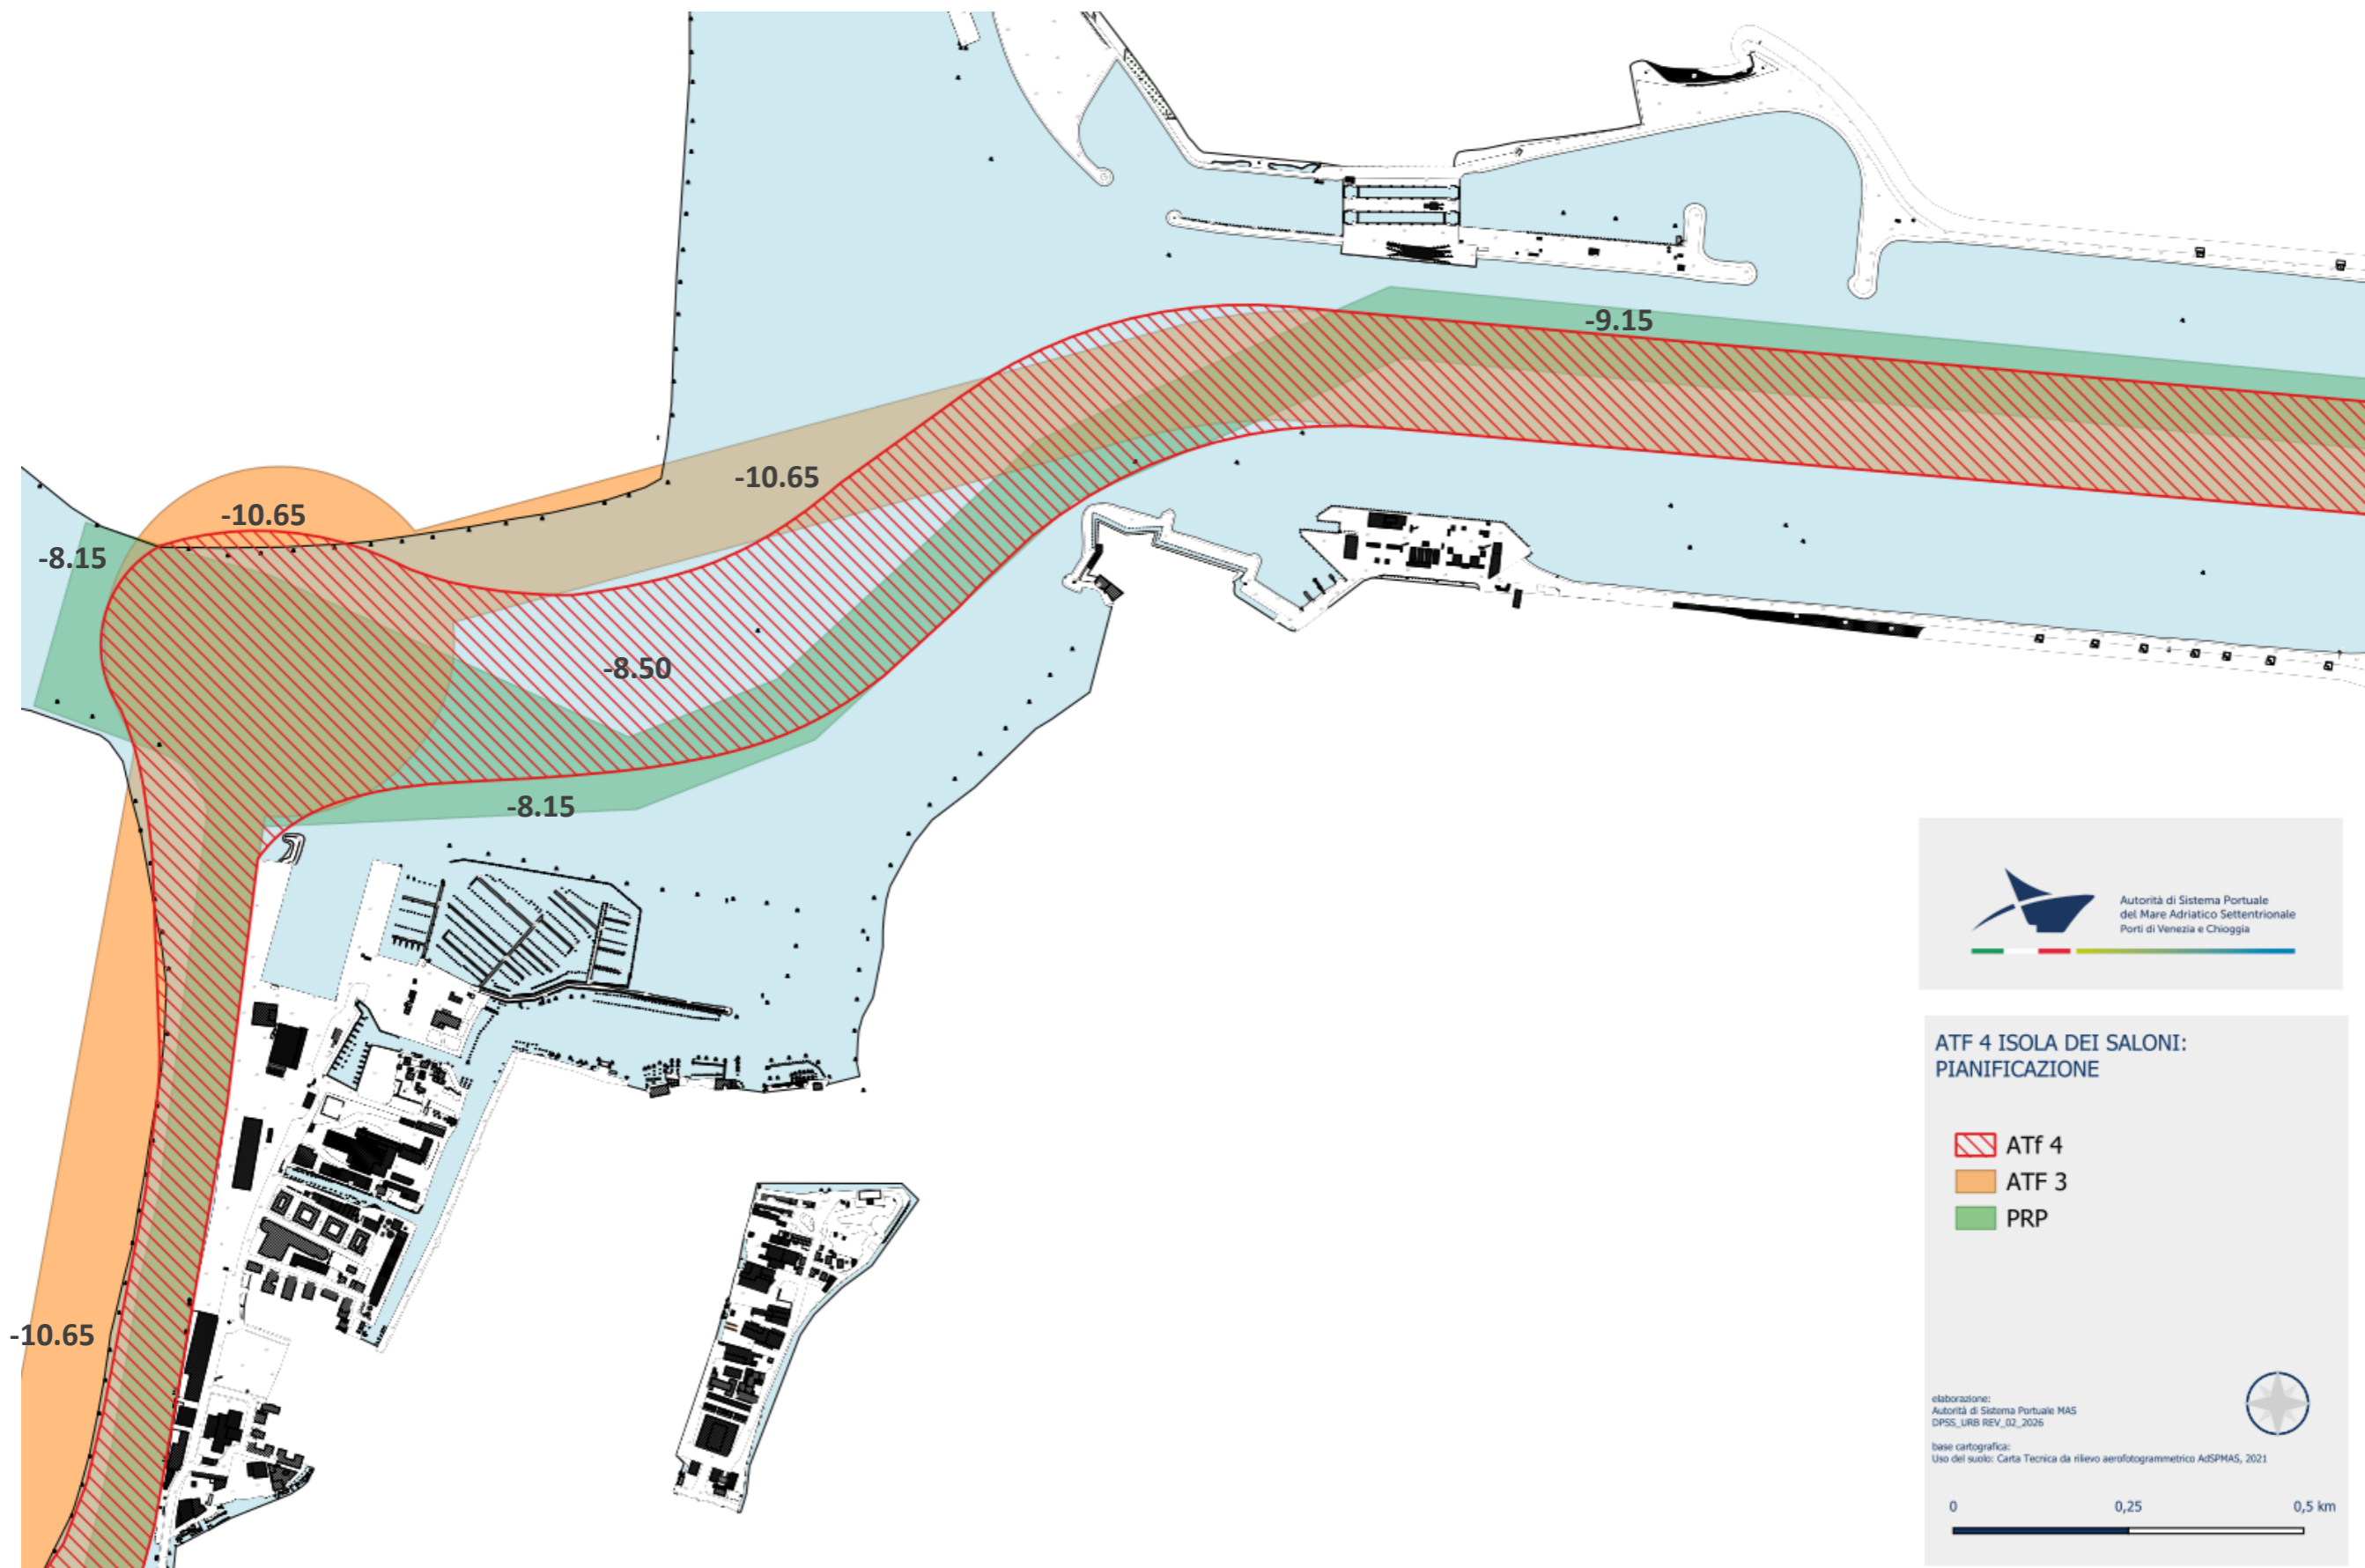 -9.15
-10.65
-10.65
-8.15
-8.50
-8.15
-10.65
Autorità di Sistema Portuale
del Mare Adriatico Settentrionale
Porti di Venezia e Chioggia
ATF 4 ISOLA DEI SALONI:
PIANIFICAZIONE
ATf 4
ATF 3
PRP
elaborazione:
Autorità di Sistema Portuale MAS
DPSS_URB REV_02_2026
base cartografica:
Uso del suolo: Carta Tecnica da rilievo aerofotogrammetrico AdSPMAS, 2021
0 0,25 0,5 km